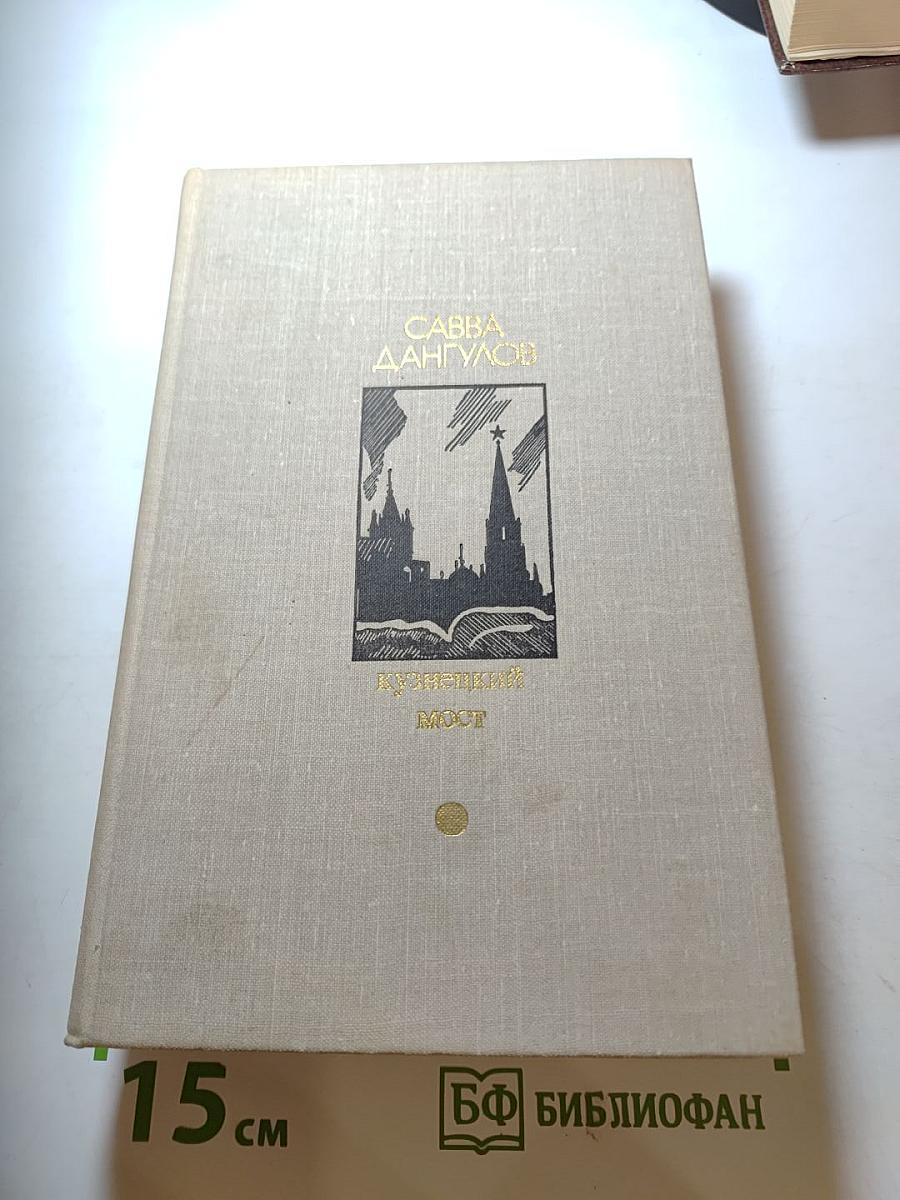 САВВА
ДАНГУЛОВ
кузнецкий
мост
15 см
БФ БИБЛИОФАН